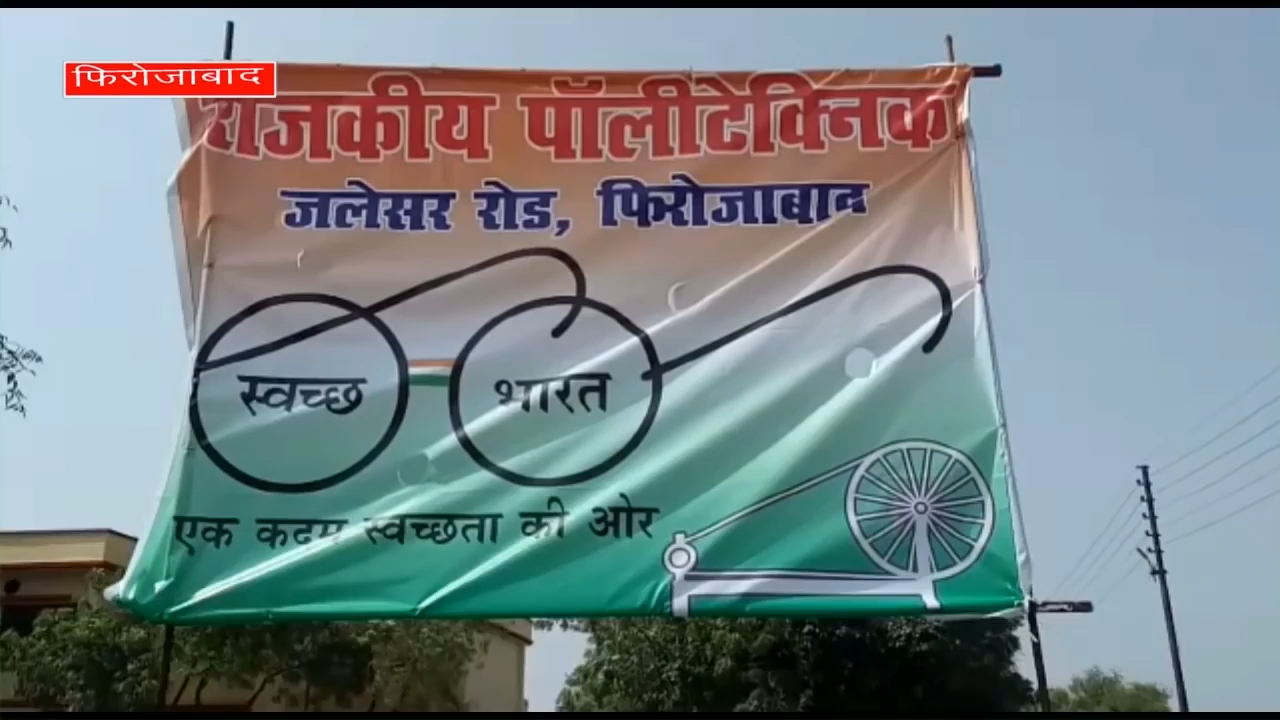 फिरोजाबाद
राजकीय पॉलीटेक्निक
जलेसर रोड, फिरोजाबाद
स्वच्छ भारत
एक कदम स्वच्छता की ओर